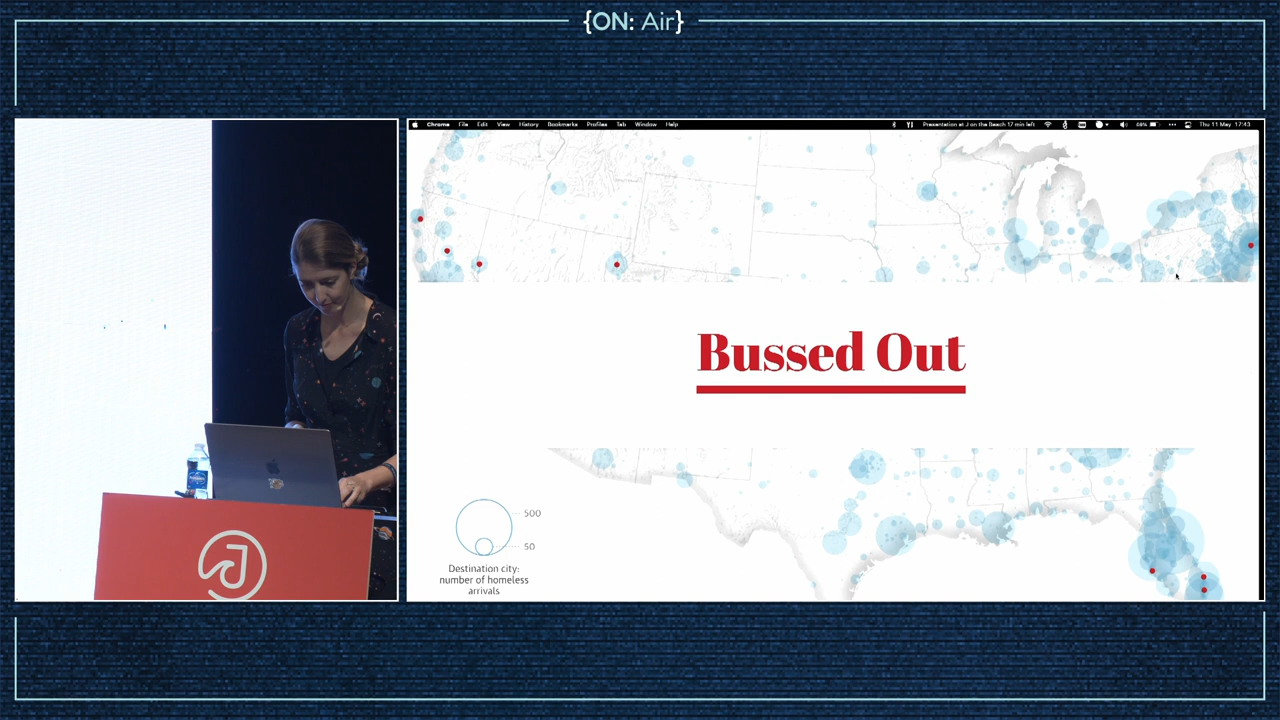 {ON: Air}
Chrome File Edit View History Bookmarks Profiles Tab Window Help
Presentation at J on the Beach 17 min left
Thu 11 May 17:43
Bussed Out
500
50
Destination city:
number of homeless
arrivals
J